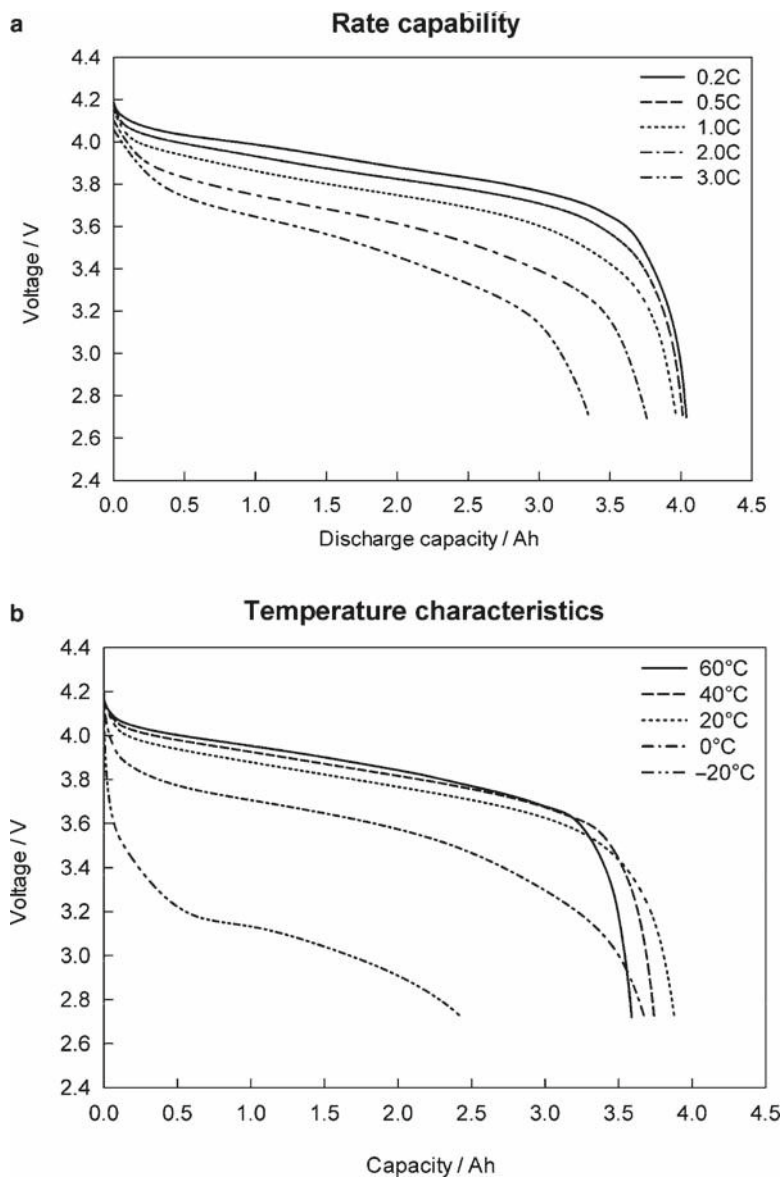 a
Rate capability
4.4
4.2
4.0
3.8
3.6
3.4
3.2
3.0
2.8
2.6
2.4
Voltage / V
0.2C
0.5C
1.0C
2.0C
3.0C
0.0 0.5 1.0 1.5 2.0 2.5 3.0 3.5 4.0 4.5
Discharge capacity / Ah
b
Temperature characteristics
4.4
4.2
4.0
3.8
3.6
3.4
3.2
3.0
2.8
2.6
2.4
Voltage / V
60°C
40°C
20°C
0°C
–20°C
0.0 0.5 1.0 1.5 2.0 2.5 3.0 3.5 4.0 4.5
Capacity / Ah